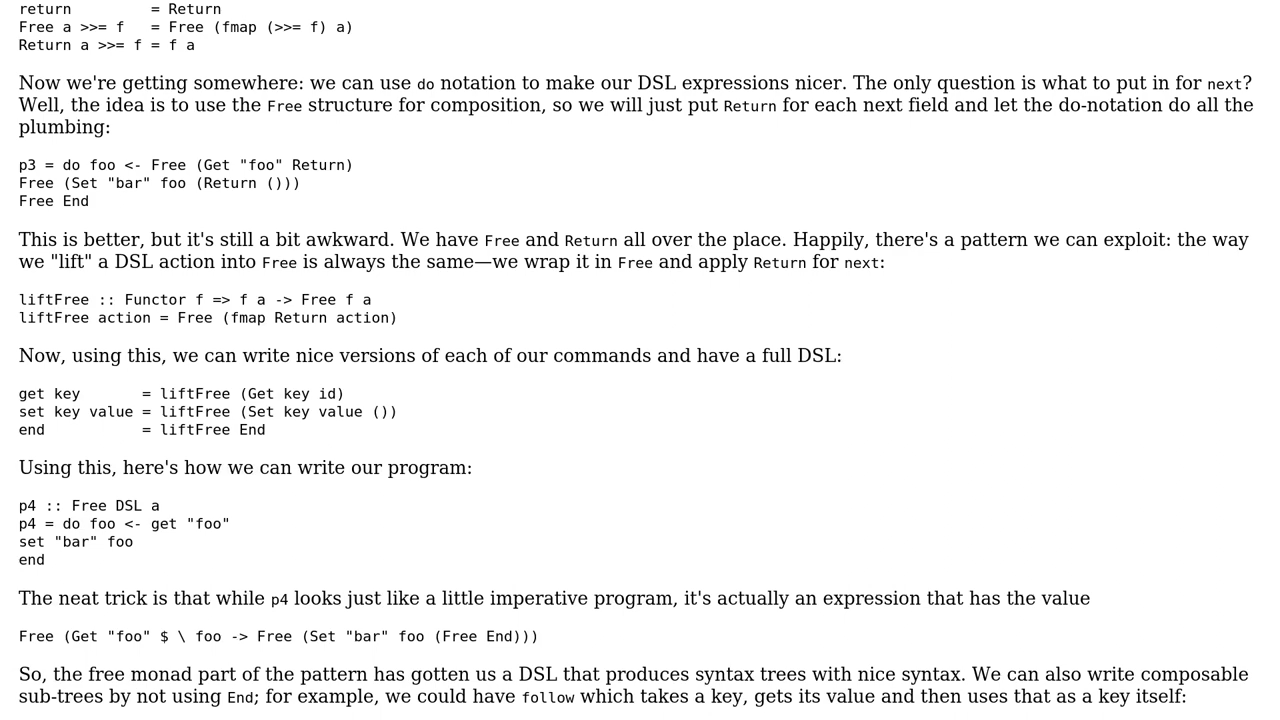 return         = Return
Free a >>= f   = Free (fmap (>>= f) a)
Return a >>= f = f a
Now we're getting somewhere: we can use do notation to make our DSL expressions nicer. The only question is what to put in for next?
Well, the idea is to use the Free structure for composition, so we will just put Return for each next field and let the do-notation do all the
plumbing:
p3 = do foo <- Free (Get "foo" Return)
Free (Set "bar" foo (Return ()))
Free End
This is better, but it's still a bit awkward. We have Free and Return all over the place. Happily, there's a pattern we can exploit: the way
we "lift" a DSL action into Free is always the same—we wrap it in Free and apply Return for next:
liftFree :: Functor f => f a -> Free f a
liftFree action = Free (fmap Return action)
Now, using this, we can write nice versions of each of our commands and have a full DSL:
get key       = liftFree (Get key id)
set key value = liftFree (Set key value ())
end           = liftFree End
Using this, here's how we can write our program:
p4 :: Free DSL a
p4 = do foo <- get "foo"
set "bar" foo
end
The neat trick is that while p4 looks just like a little imperative program, it's actually an expression that has the value
Free (Get "foo" $ \ foo -> Free (Set "bar" foo (Free End)))
So, the free monad part of the pattern has gotten us a DSL that produces syntax trees with nice syntax. We can also write composable
sub-trees by not using End; for example, we could have follow which takes a key, gets its value and then uses that as a key itself: